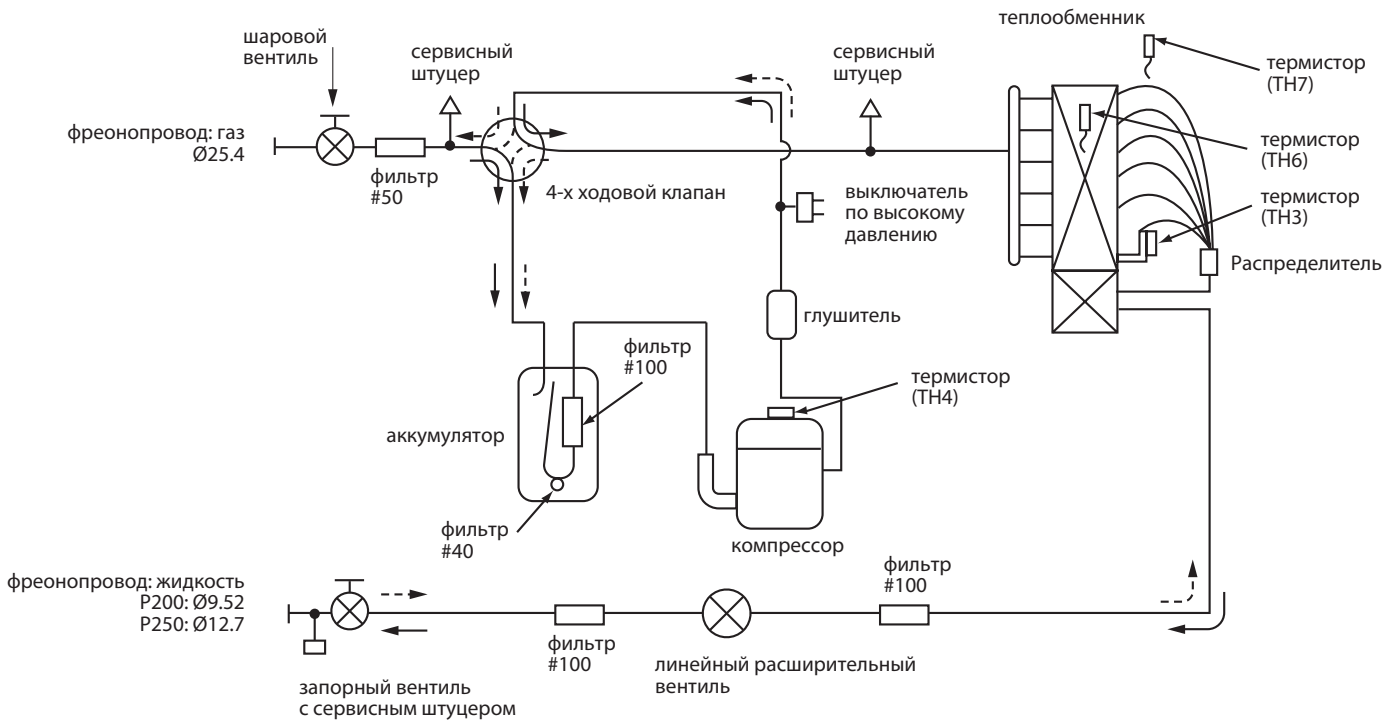 теплообменник
шаровой
вентиль
сервисный
штуцер
сервисный
штуцер
термистор
(TH7)
фреонопровод: газ
Ø25.4
фильтр
#50
4-х ходовой клапан
выключатель
по высокому
давлению
термистор
(TH6)
термистор
(TH3)
Распределитель
глушитель
фильтр
#100
термистор
(TH4)
аккумулятор
фильтр
#40
компрессор
фреонопровод: жидкость
P200: Ø9.52
P250: Ø12.7
фильтр
#100
фильтр
#100
линейный расширительный
вентиль
запорный вентиль
с сервисным штуцером